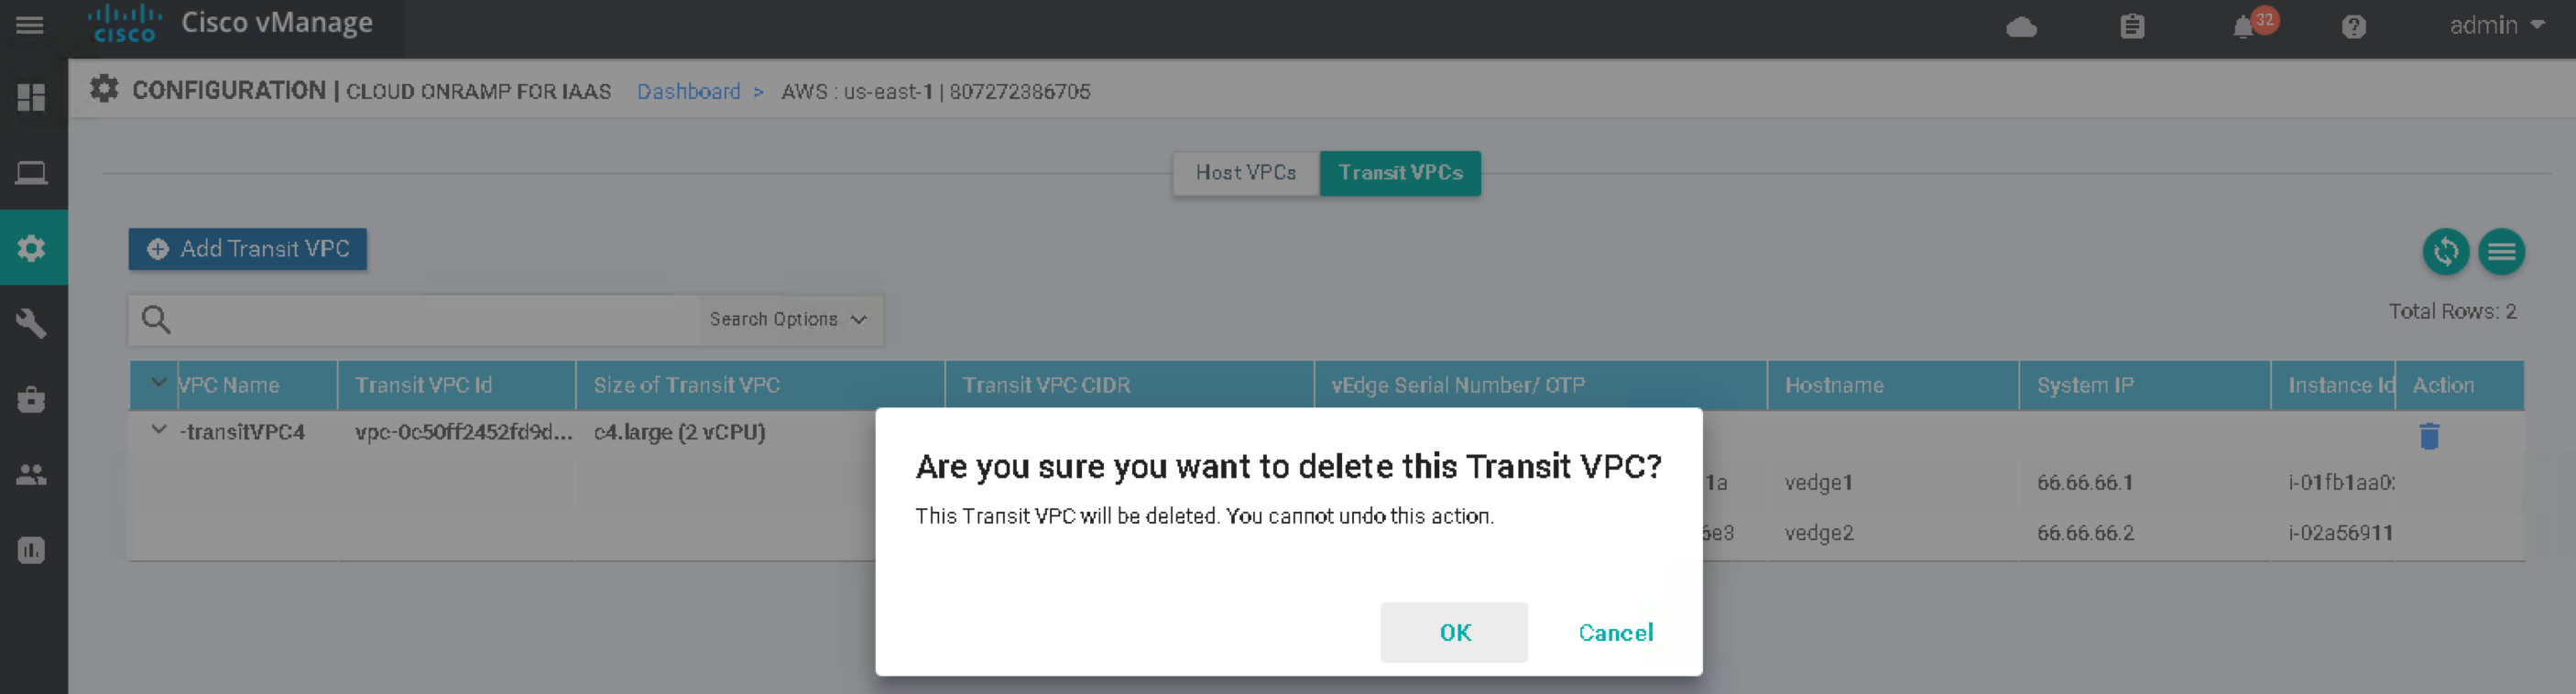 cisco Cisco vManage 32 admin
CONFIGURATION | CLOUD ONRAMP FOR IAAS Dashboard > AWS : us-east-1 | 807272386705
Host VPCs Transit VPCs
Add Transit VPC
Search Options
Total Rows: 2
VPC Name Transit VPC Id Size of Transit VPC Transit VPC CIDR vEdge Serial Number/ OTP Hostname System IP Instance Id Action
-transitVPC4 vpc-0c50ff2452fd9d... c4.large (2 vCPU)
Are you sure you want to delete this Transit VPC?
1a vedge1 66.66.66.1 i-01fb1aa0
This Transit VPC will be deleted. You cannot undo this action.
6e3 vedge2 66.66.66.2 i-02a56911
OK Cancel